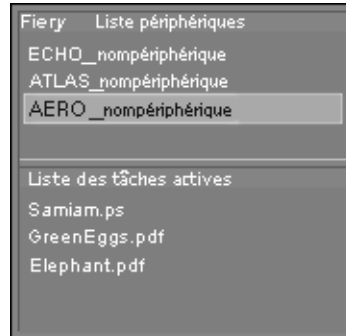 Fiery Liste périphériques
ECHO_nompériphérique
ATLAS_nompériphérique
AERO_nompériphérique
Liste des tâches actives
Samiam.ps
GreenEggs.pdf
Elephant.pdf